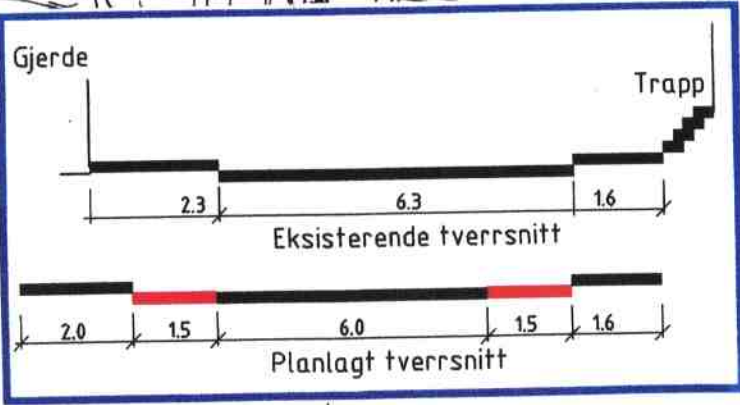 Gjerde
Trapp
2.3 6.3 1.6
Eksisterende tverrsnitt
2.0 1.5 6.0 1.5 1.6
Planlagt tverrsnitt